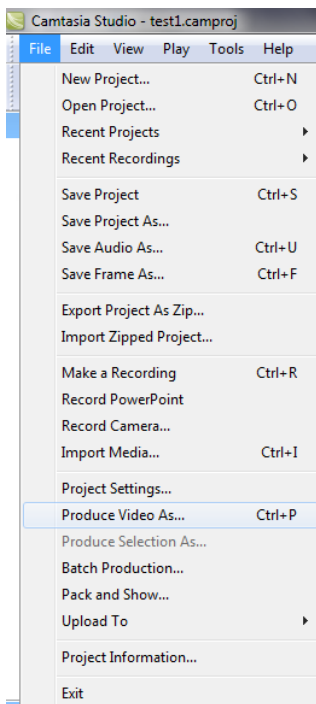 Camtasia Studio - test1.camproj
File Edit View Play Tools Help
New Project... Ctrl+N
Open Project... Ctrl+O
Recent Projects
Recent Recordings
Save Project Ctrl+S
Save Project As...
Save Audio As... Ctrl+U
Save Frame As... Ctrl+F
Export Project As Zip...
Import Zipped Project...
Make a Recording Ctrl+R
Record PowerPoint
Record Camera...
Import Media... Ctrl+I
Project Settings...
Produce Video As... Ctrl+P
Produce Selection As...
Batch Production...
Pack and Show...
Upload To
Project Information...
Exit